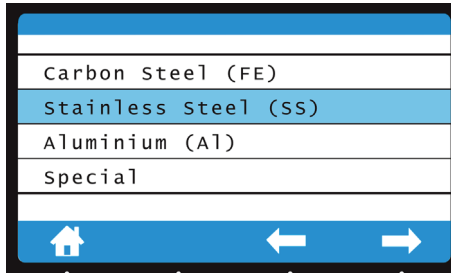 Carbon Steel (FE)
Stainless Steel (SS)
Aluminium (Al)
Special